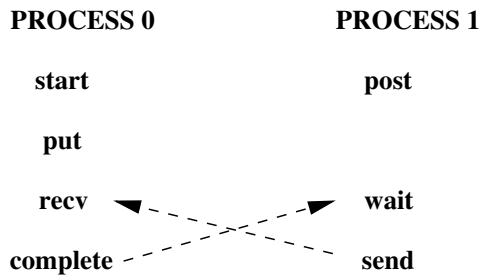 PROCESS 0 PROCESS 1
start post
put
recv wait
complete send